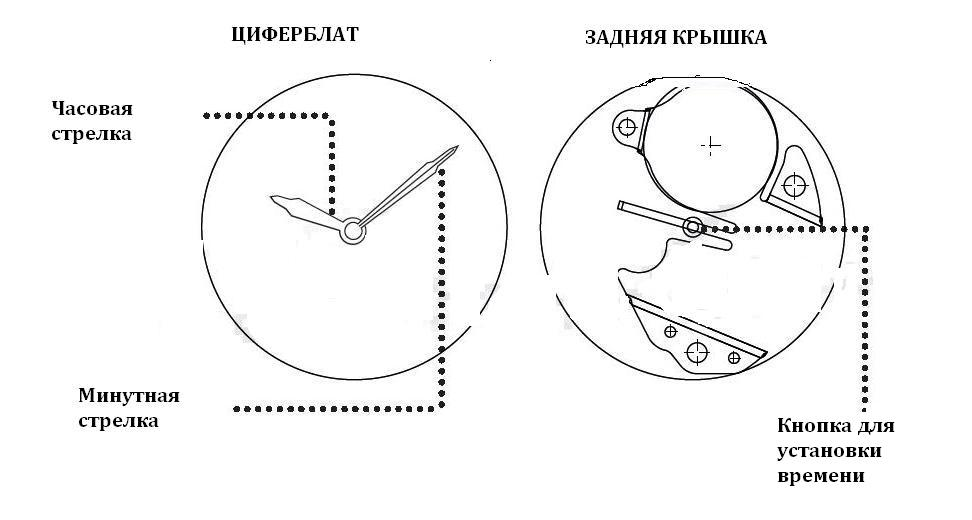 ЦИФЕРБЛАТ
ЗАДНЯЯ КРЫШКА
Часовая
стрелка
Минутная
стрелка
Кнопка для
установки
времени